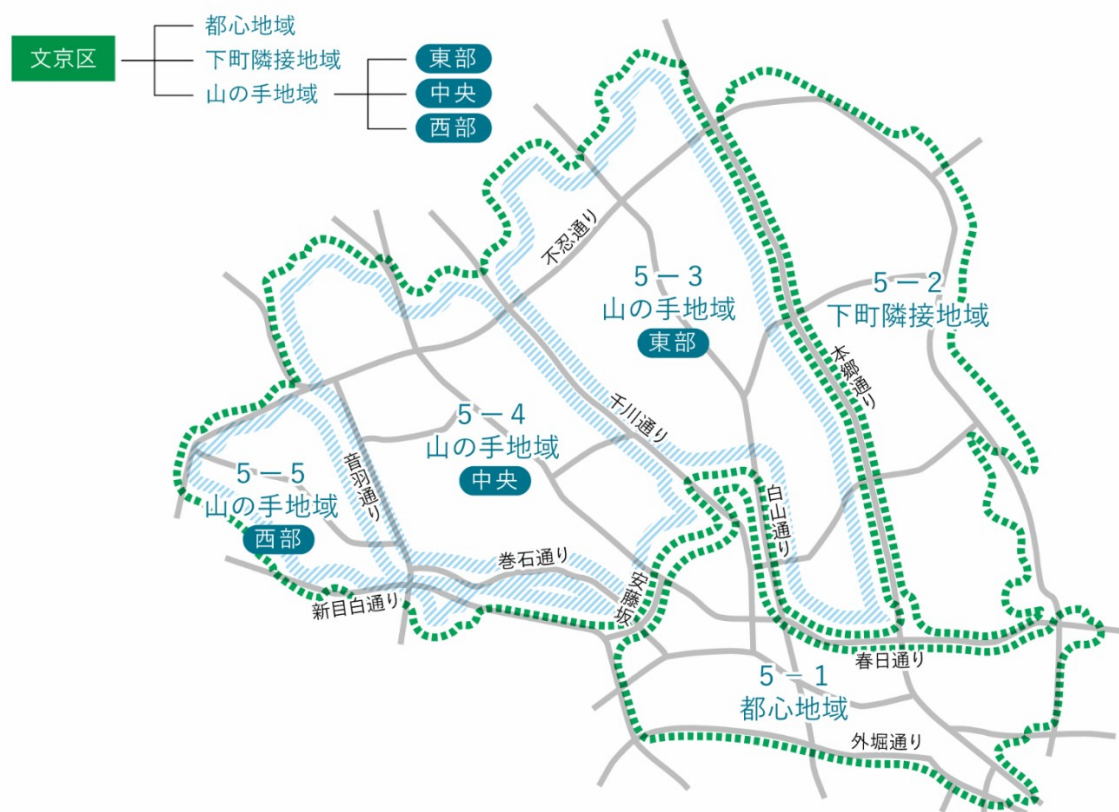 文京区
都心地域
下町隣接地域
山の手地域
東部
中央
西部
不忍通り
5－3
山の手地域
東部
5－2
下町隣接地域
本郷通り
千川通り
5－4
山の手地域
中央
音羽通り
5－5
山の手地域
西部
白山通り
巻石通り
安藤坂
新目白通り
春日通り
5－1
都心地域
外堀通り